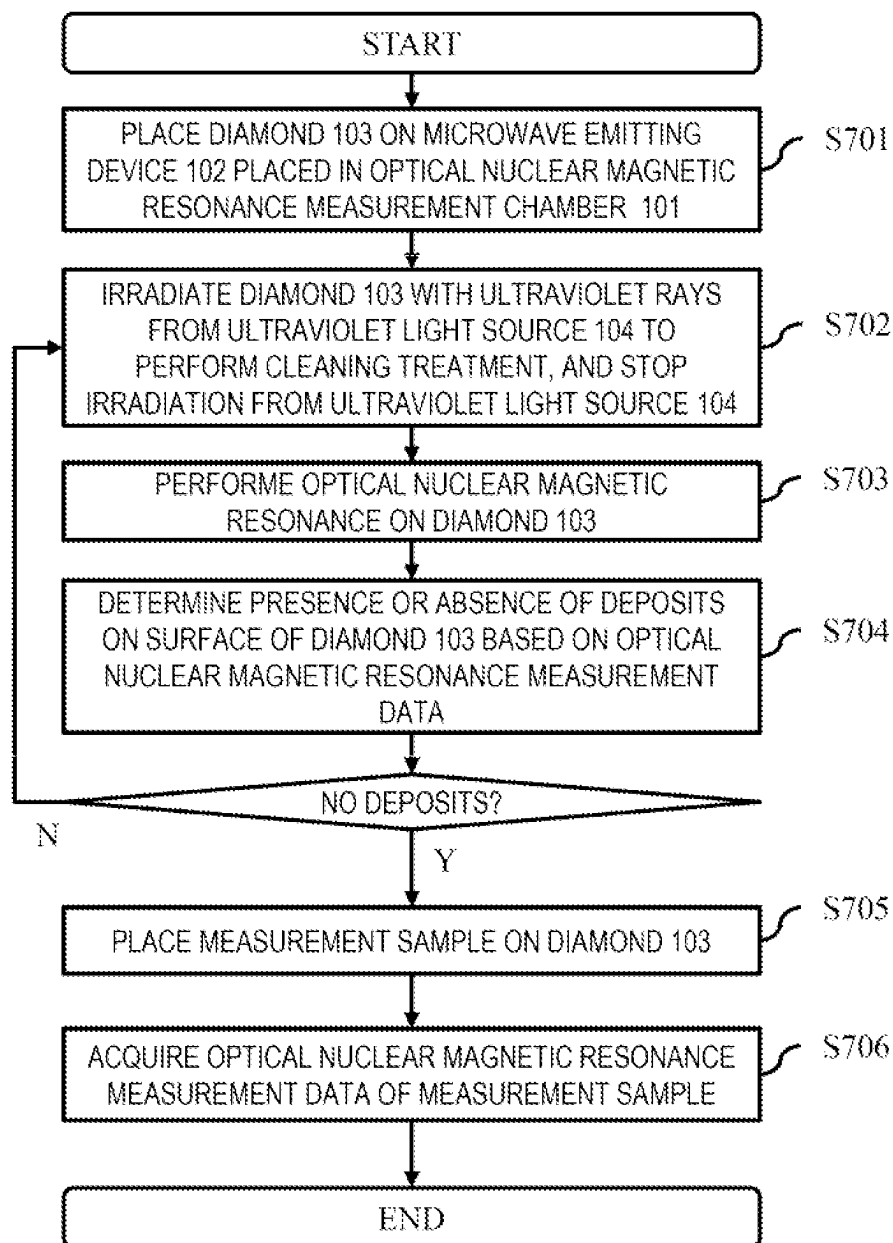 START
PLACE DIAMOND 103 ON MICROWAVE EMITTING
DEVICE 102 PLACED IN OPTICAL NUCLEAR MAGNETIC
RESONANCE MEASUREMENT CHAMBER 101
S701
IRRADIATE DIAMOND 103 WITH ULTRAVIOLET RAYS
FROM ULTRAVIOLET LIGHT SOURCE 104 TO
PERFORM CLEANING TREATMENT, AND STOP
IRRADIATION FROM ULTRAVIOLET LIGHT SOURCE 104
S702
PERFORME OPTICAL NUCLEAR MAGNETIC
RESONANCE ON DIAMOND 103
S703
DETERMINE PRESENCE OR ABSENCE OF DEPOSITS
ON SURFACE OF DIAMOND 103 BASED ON OPTICAL
NUCLEAR MAGNETIC RESONANCE MEASUREMENT
DATA
S704
NO DEPOSITS?
N
Y
PLACE MEASUREMENT SAMPLE ON DIAMOND 103
S705
ACQUIRE OPTICAL NUCLEAR MAGNETIC RESONANCE
MEASUREMENT DATA OF MEASUREMENT SAMPLE
S706
END